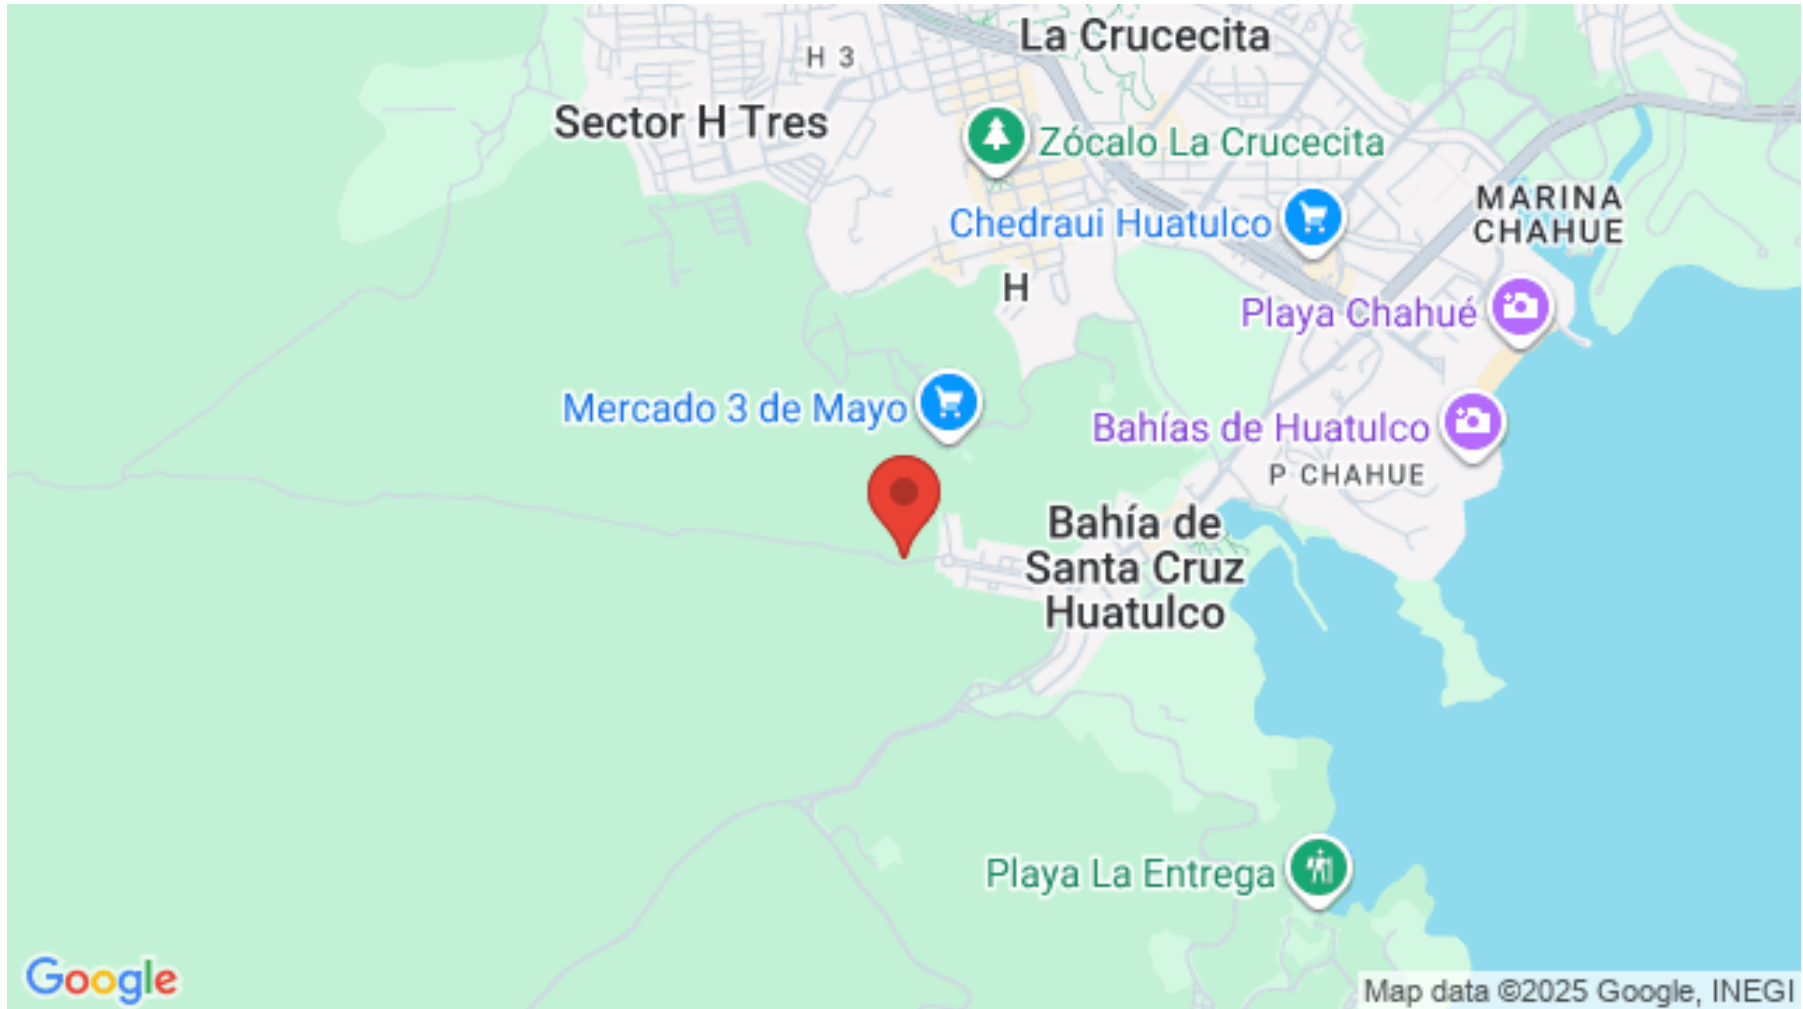 La Crucecita
H 3
Sector H Tres
Zócalo La Crucecita
MARINA
CHAHUE
Chedraui Huatulco
H
Playa Chahué
Mercado 3 de Mayo
Bahías de Huatulco
P CHAHUE
Bahía de
Santa Cruz
Huatulco
Playa La Entrega
Google
Map data ©2025 Google, INEGI